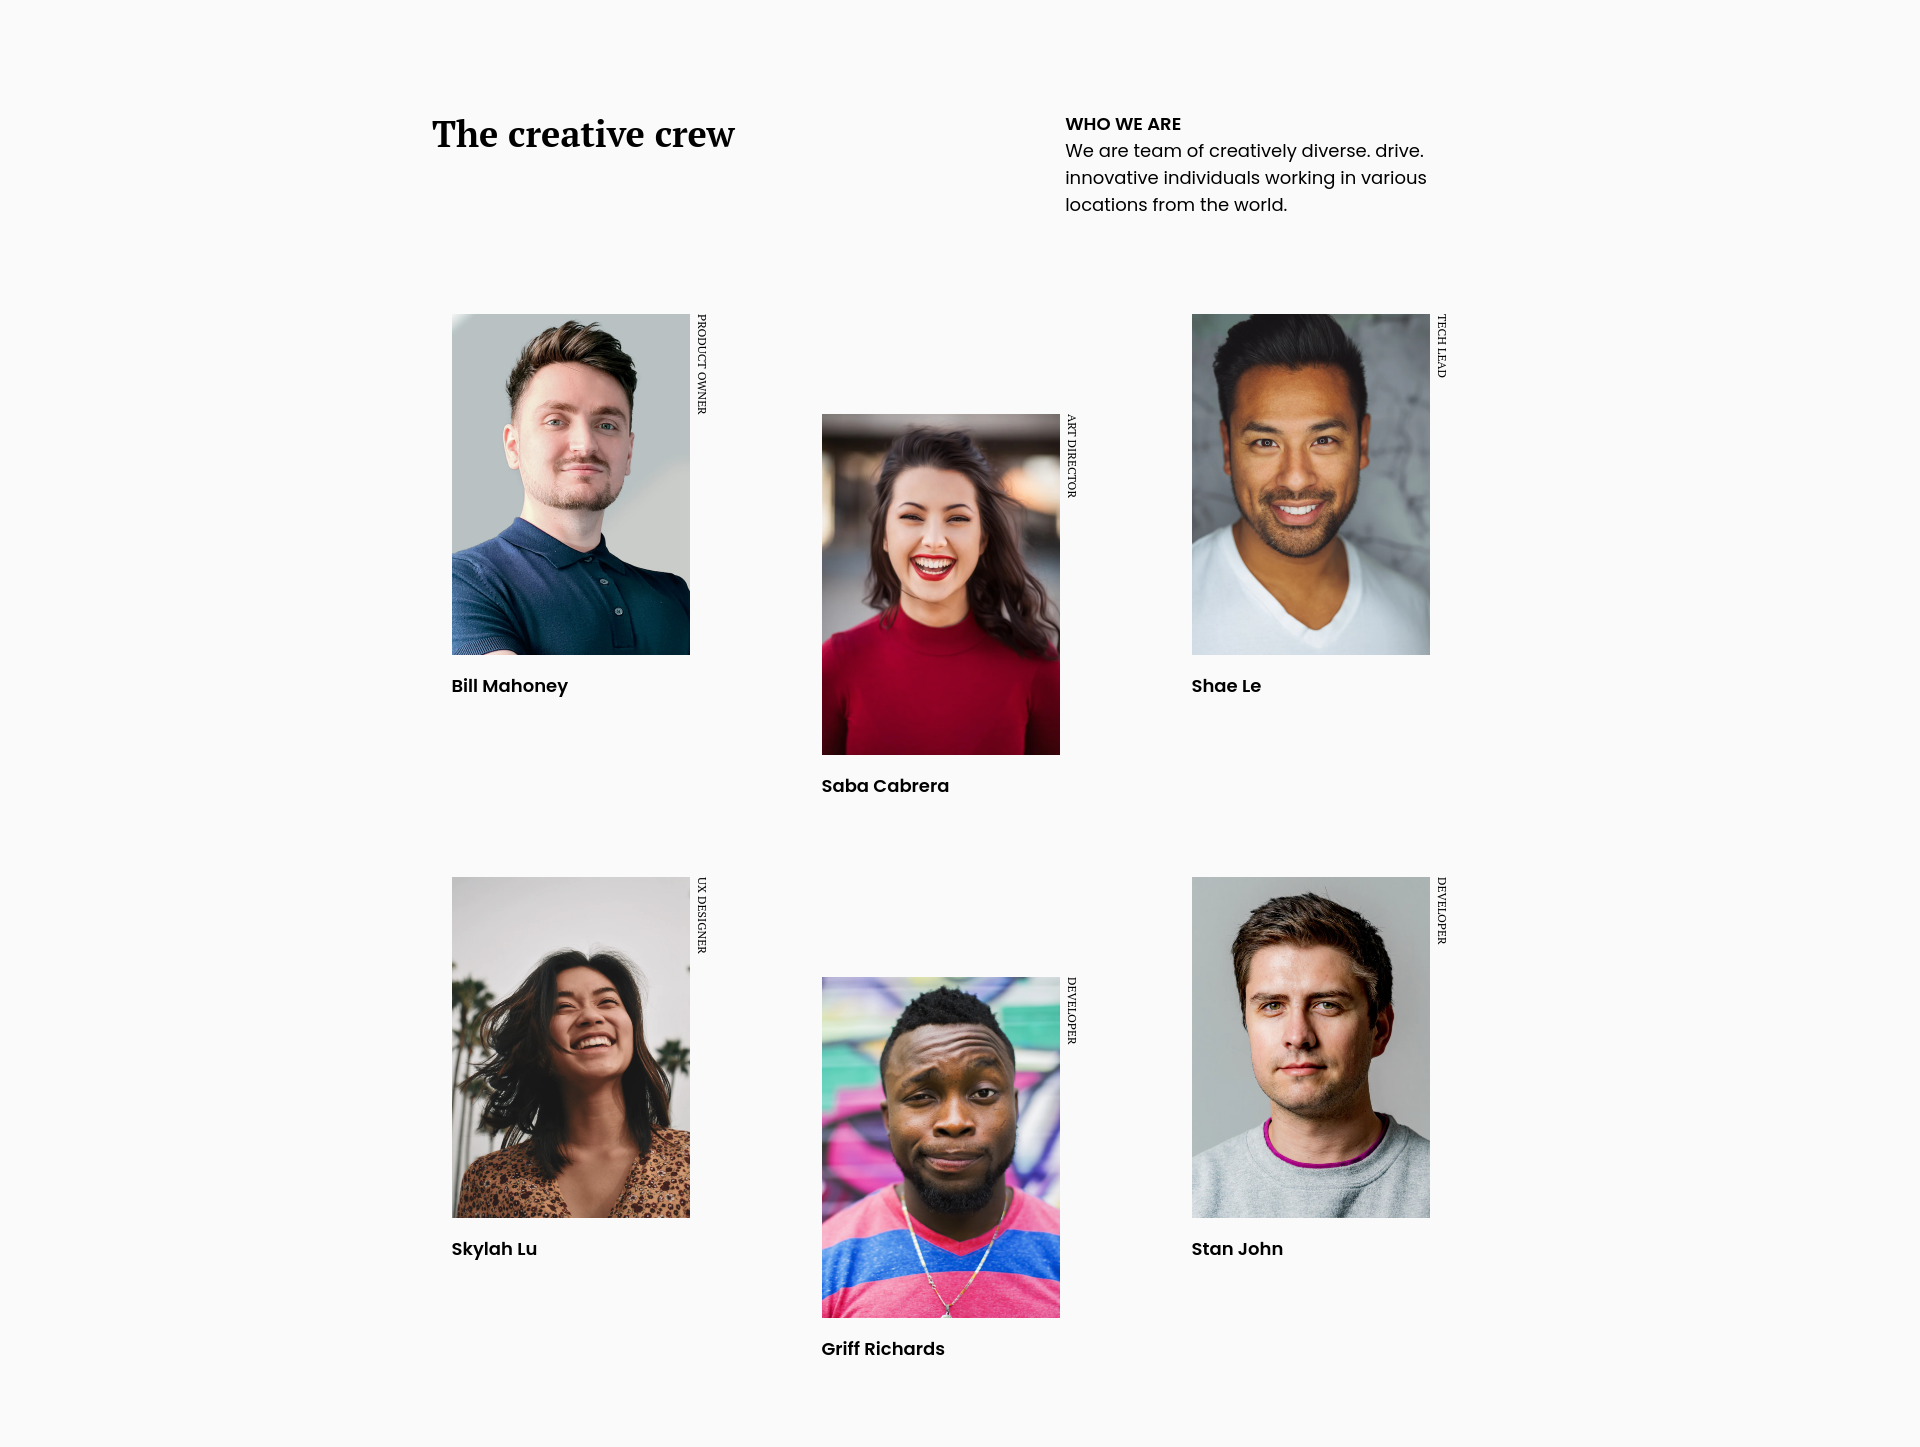 The creative crew
WHO WE ARE
We are team of creatively diverse. drive.
innovative individuals working in various
locations from the world.
PRODUCT OWNER
Bill Mahoney
ART DIRECTOR
Saba Cabrera
TECH LEAD
Shae Le
UX DESIGNER
Skylah Lu
DEVELOPER
Griff Richards
DEVELOPER
Stan John